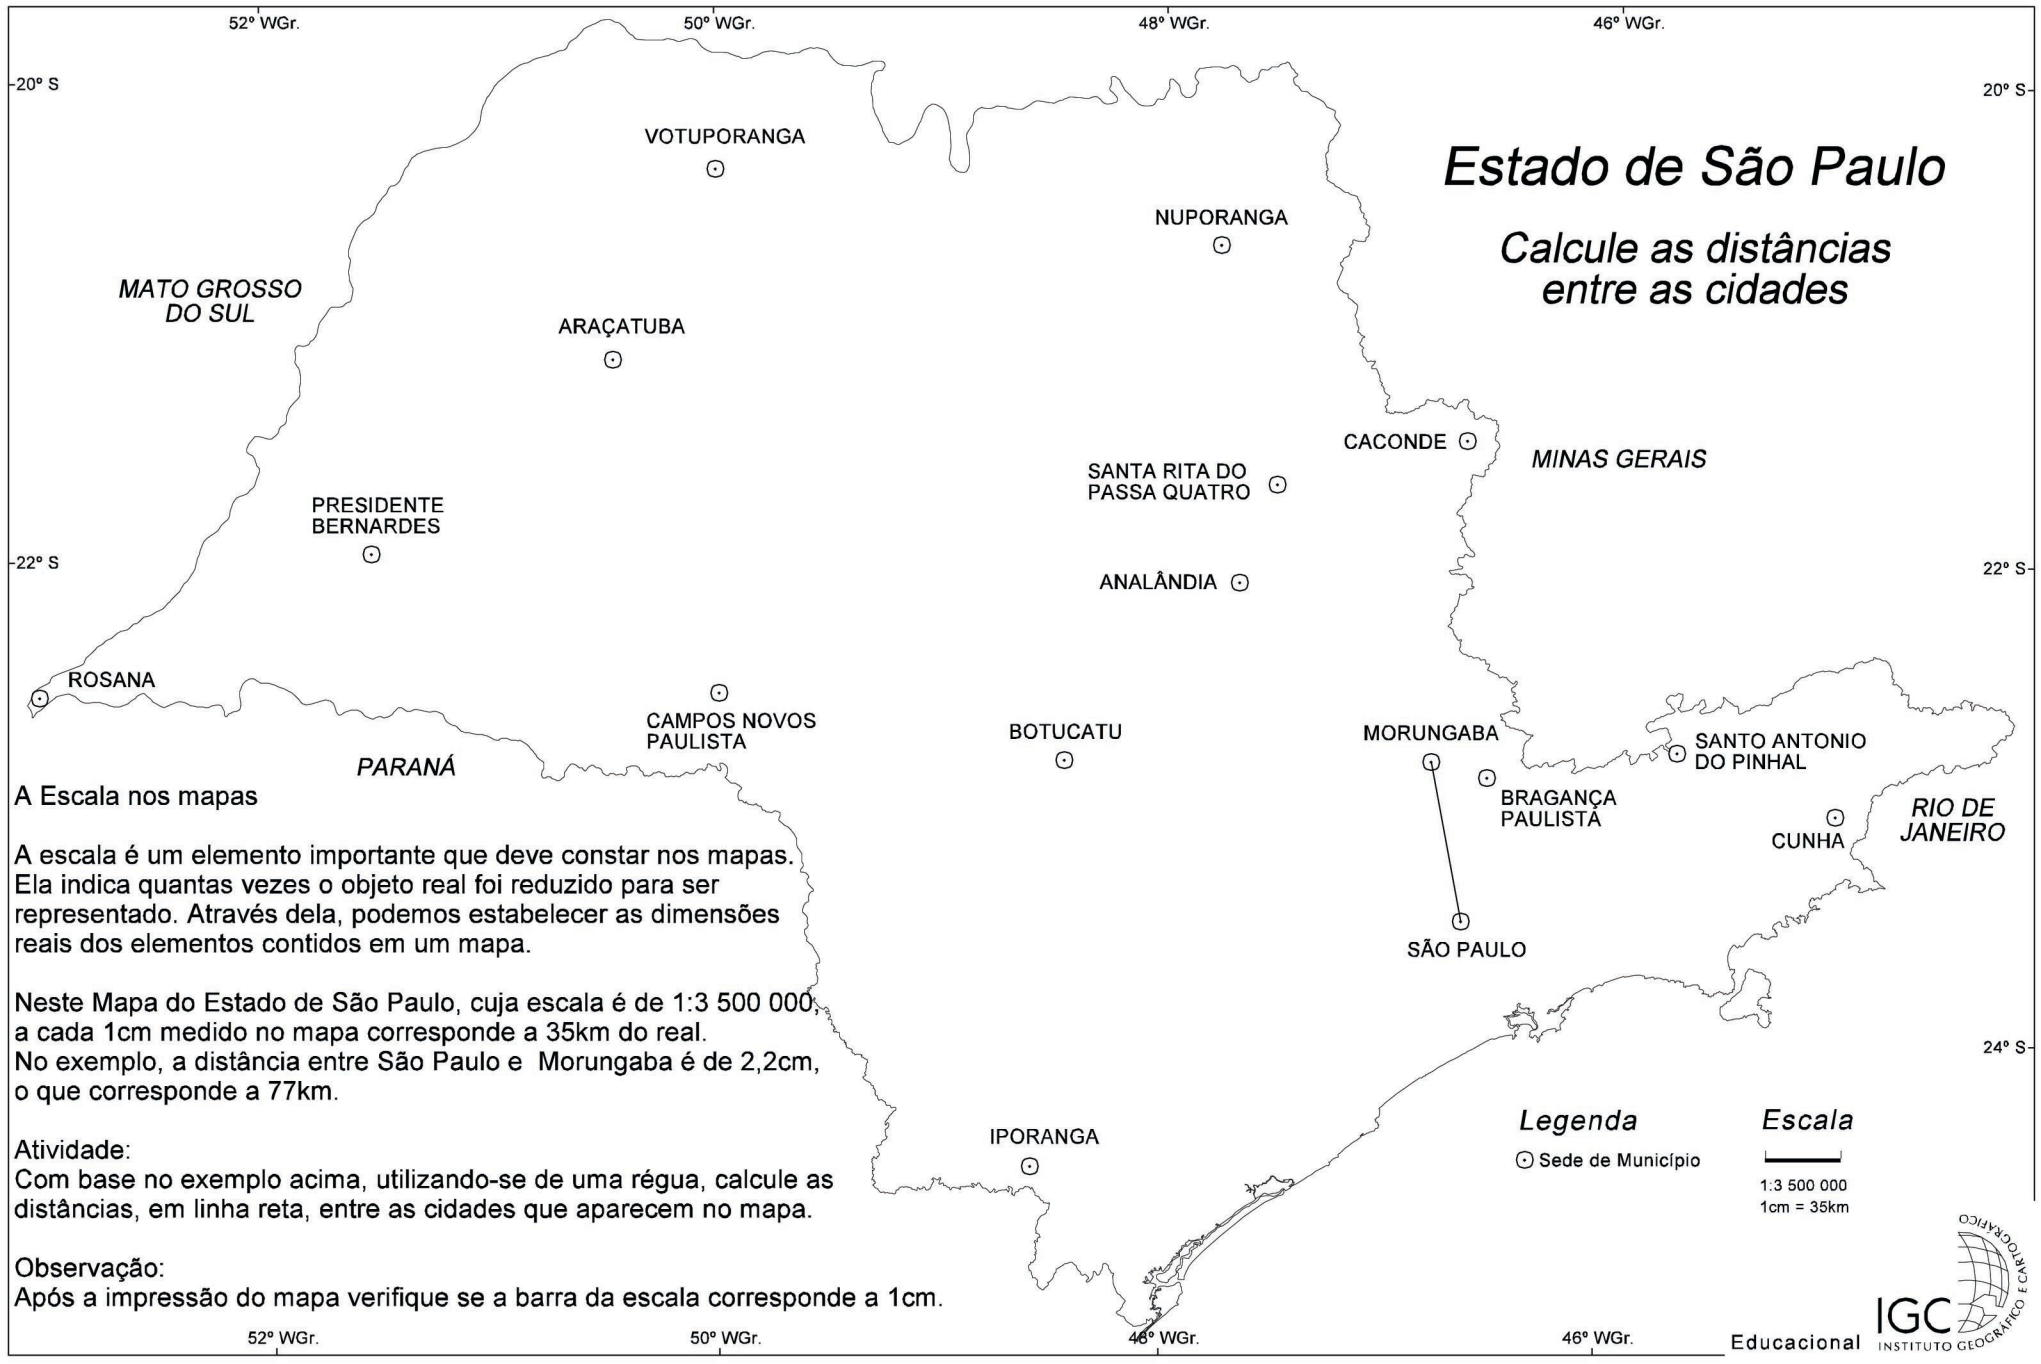 52º WGr.
50º WGr.
48º WGr.
46º WGr.
20º S
20º S
VOTUPORANGA
Estado de São Paulo
NUPORANGA
Calcule as distâncias
entre as cidades
MATO GROSSO
DO SUL
ARAÇATUBA
CACONDE
MINAS GERAIS
SANTA RITA DO
PASSA QUATRO
PRESIDENTE
BERNARDES
22º S
22º S
ANALÂNDIA
ROSANA
CAMPOS NOVOS
PAULISTA
BOTUCATU
MORUNGABA
SANTO ANTONIO
DO PINHAL
PARANÁ
BRAGANÇA
PAULISTA
RIO DE
JANEIRO
CUNHA
SÃO PAULO
A Escala nos mapas
A escala é um elemento importante que deve constar nos mapas.
Ela indica quantas vezes o objeto real foi reduzido para ser
representado. Através dela, podemos estabelecer as dimensões
reais dos elementos contidos em um mapa.
Neste Mapa do Estado de São Paulo, cuja escala é de 1:3 500 000,
a cada 1cm medido no mapa corresponde a 35km do real.
No exemplo, a distância entre São Paulo e Morungaba é de 2,2cm,
o que corresponde a 77km.
24º S
Atividade:
Com base no exemplo acima, utilizando-se de uma régua, calcule as
distâncias, em linha reta, entre as cidades que aparecem no mapa.
IPORANGA
Legenda
Sede de Município
Escala
1:3 500 000
1cm = 35km
Observação:
Após a impressão do mapa verifique se a barra da escala corresponde a 1cm.
52º WGr.
50º WGr.
48º WGr.
46º WGr.
Educacional
IGC
INSTITUTO GEOGRÁFICO E CARTOGRÁFICO